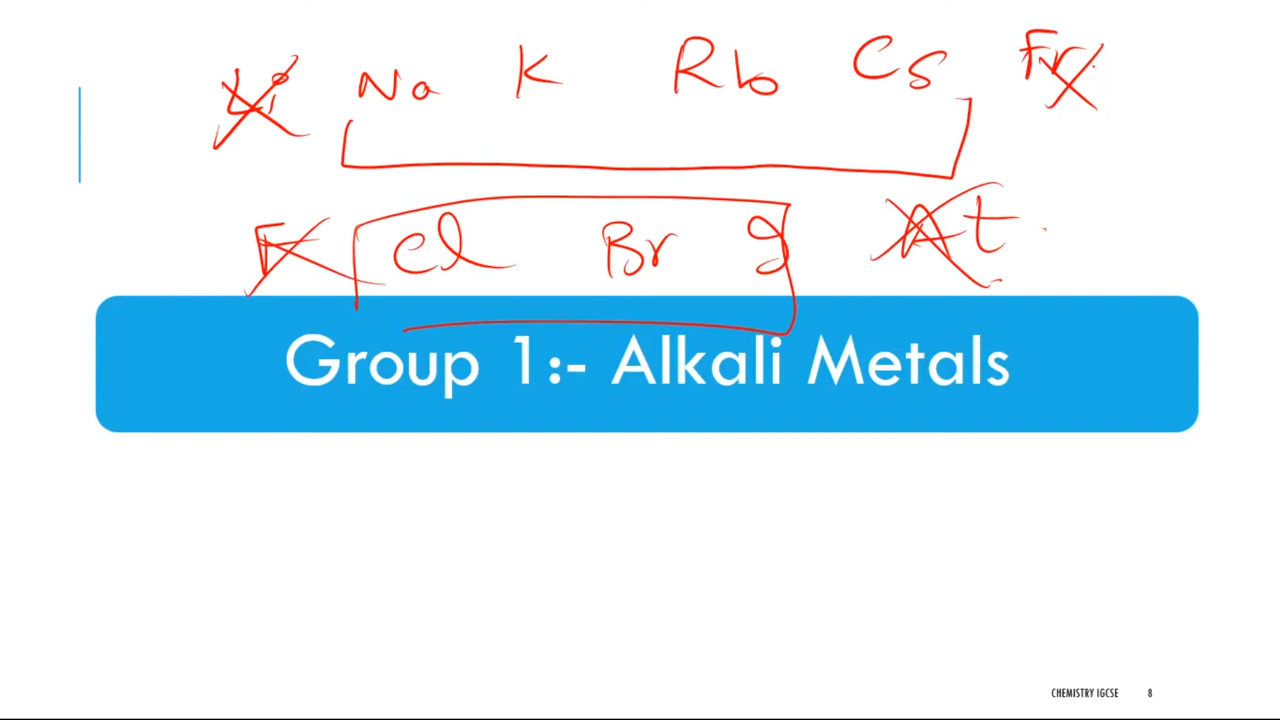 Li Na K Rb Cs Fr
F Cl Br I At
Group 1:- Alkali Metals
CHEMISTRY IGCSE 8